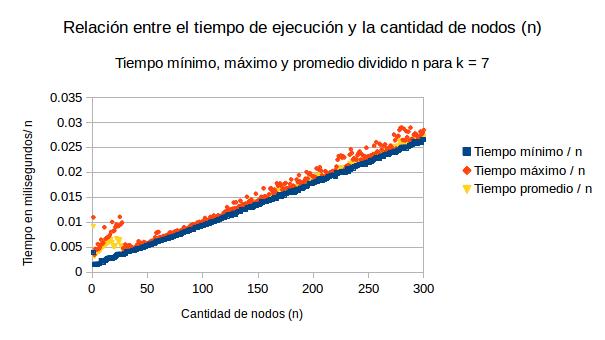 Relación entre el tiempo de ejecución y la cantidad de nodos (n)
Tiempo mínimo, máximo y promedio dividido n para k = 7
Tiempo en milisegundos/ n
0.035
0.03
0.025
0.02
0.015
0.01
0.005
0
0 50 100 150 200 250 300
Cantidad de nodos (n)
Tiempo mínimo / n
Tiempo máximo / n
Tiempo promedio / n